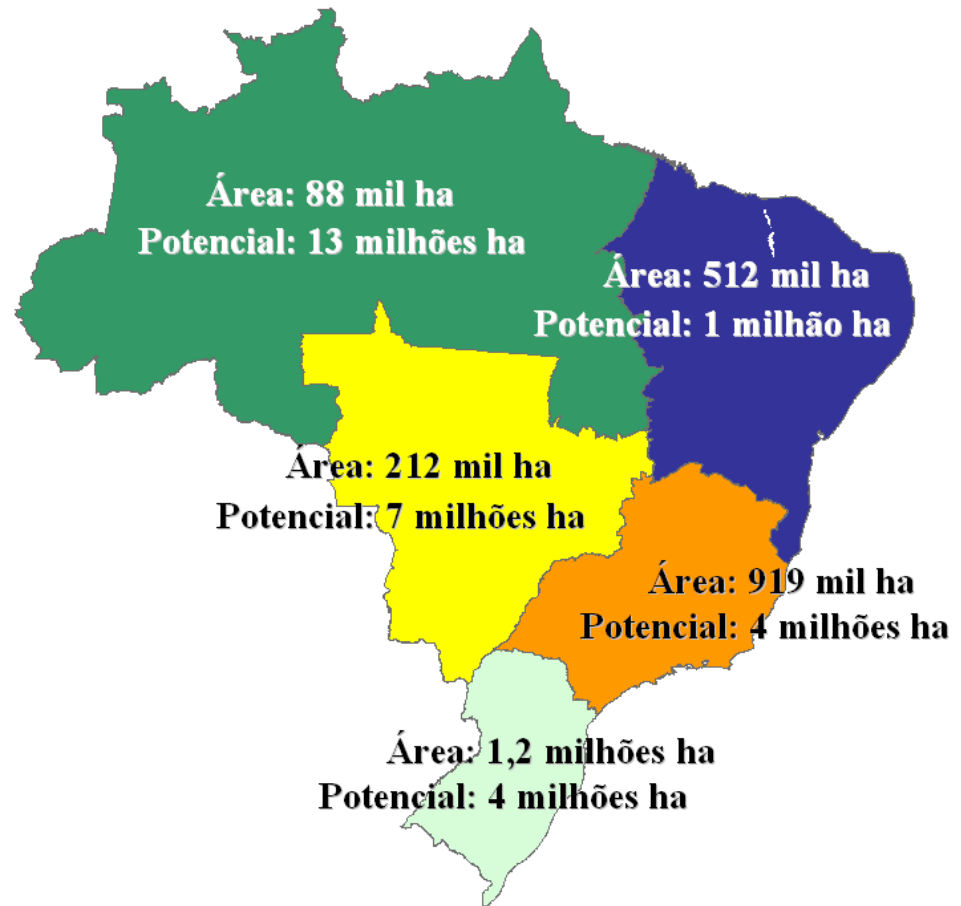 Área: 88 mil ha
Potencial: 13 milhões ha
Área: 512 mil ha
Potencial: 1 milhão ha
Área: 212 mil ha
Potencial: 7 milhões ha
Área: 919 mil ha
Potencial: 4 milhões ha
Área: 1,2 milhões ha
Potencial: 4 milhões ha